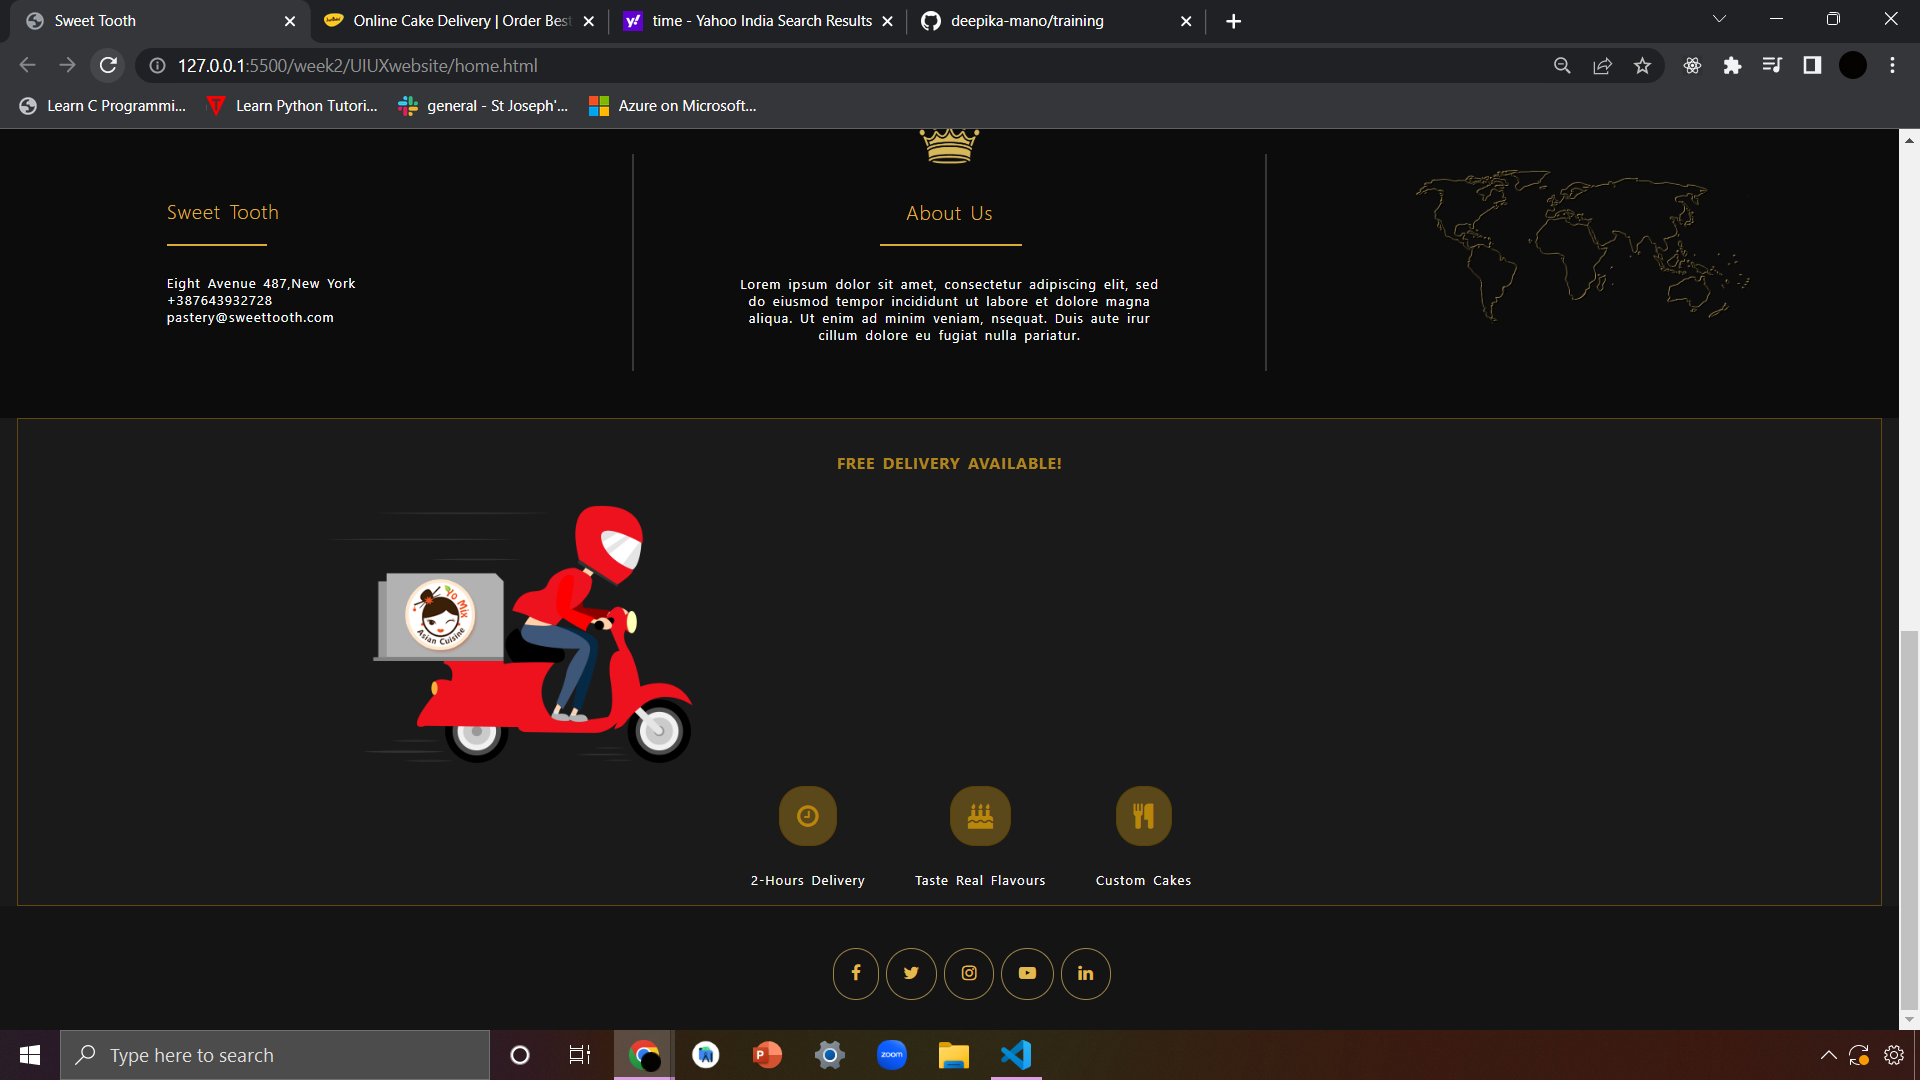 Sweet Tooth
Online Cake Delivery | Order Best
time - Yahoo India Search Results
deepika-mano/training
127.0.0.1:5500/week2/UIUXwebsite/home.html
Learn C Programmi...
Learn Python Tutori...
general - St Joseph'...
Azure on Microsoft...
Sweet Tooth
Eight Avenue 487,New York
+387643932728
pastery@sweettooth.com
About Us
Lorem ipsum dolor sit amet, consectetur adipiscing elit, sed
do eiusmod tempor incididunt ut labore et dolore magna
aliqua. Ut enim ad minim veniam, nsequat. Duis aute irur
cillum dolore eu fugiat nulla pariatur.
FREE DELIVERY AVAILABLE!
Yo Mix
Asian Cuisine
2-Hours Delivery
Taste Real Flavours
Custom Cakes
Type here to search
zoom